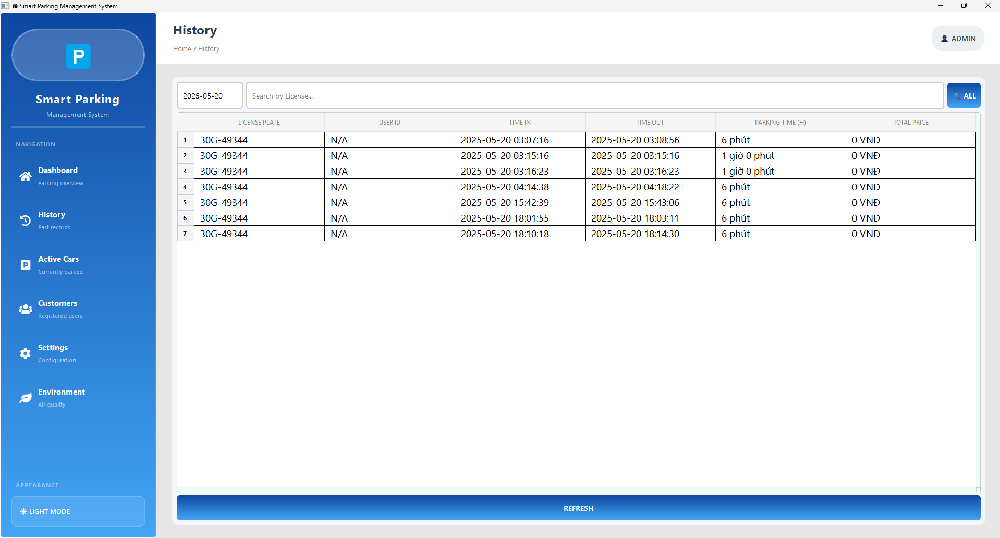 Smart Parking Management System
P
Smart Parking
Management System
NAVIGATION
Dashboard
Parking overview
History
Past records
P
Active Cars
Currently parked
Customers
Registered users
Settings
Configuration
Environment
Air quality
APPEARANCE
LIGHT MODE
History
Home / History
ADMIN
2025-05-20
Search by License...
ALL
LICENSE PLATE USER ID TIME IN TIME OUT PARKING TIME (H) TOTAL PRICE
1 30G-49344 N/A 2025-05-20 03:07:16 2025-05-20 03:08:56 6 phút 0 VNĐ
2 30G-49344 N/A 2025-05-20 03:15:16 2025-05-20 03:15:16 1 giờ 0 phút 0 VNĐ
3 30G-49344 N/A 2025-05-20 03:16:23 2025-05-20 03:16:23 1 giờ 0 phút 0 VNĐ
4 30G-49344 N/A 2025-05-20 04:14:38 2025-05-20 04:18:22 6 phút 0 VNĐ
5 30G-49344 N/A 2025-05-20 15:42:39 2025-05-20 15:43:06 6 phút 0 VNĐ
6 30G-49344 N/A 2025-05-20 18:01:55 2025-05-20 18:03:11 6 phút 0 VNĐ
7 30G-49344 N/A 2025-05-20 18:10:18 2025-05-20 18:14:30 6 phút 0 VNĐ
REFRESH